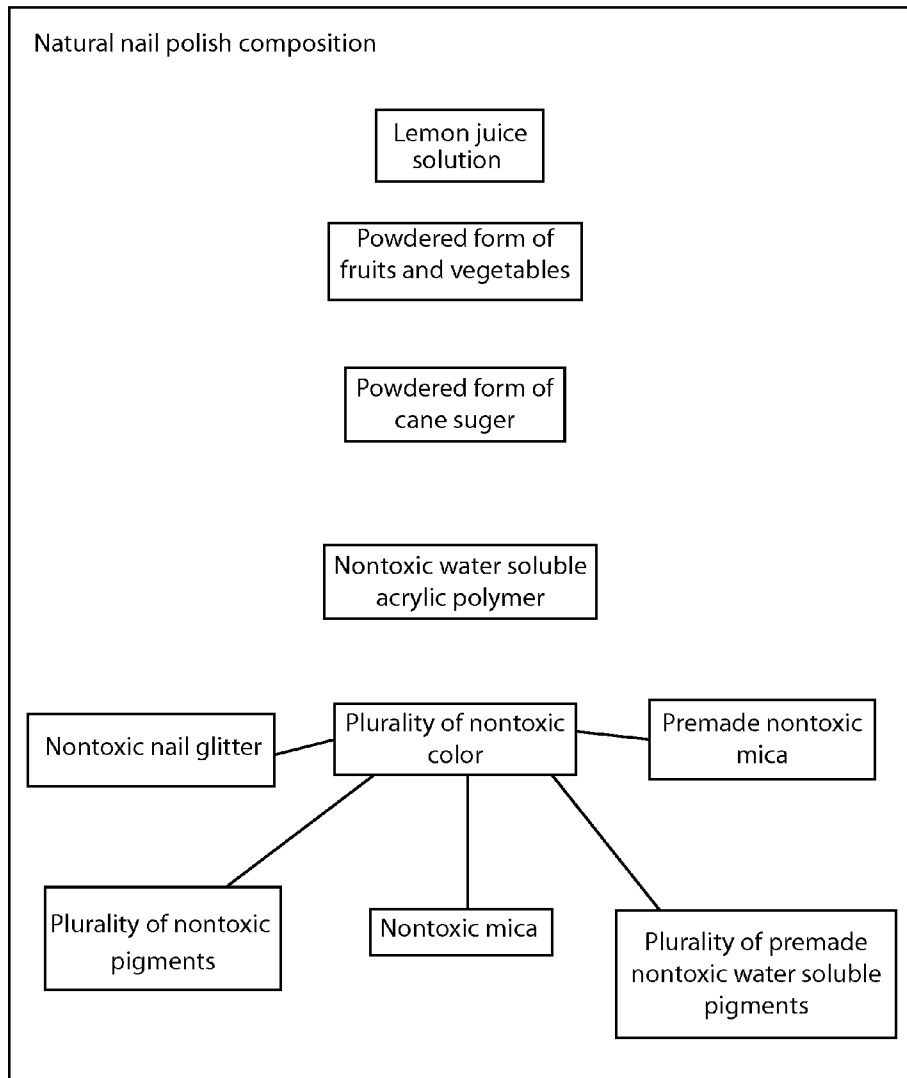 Natural nail polish composition
Lemon juice
solution
Powdered form of
fruits and vegetables
Powdered form of
cane suger
Nontoxic water soluble
acrylic polymer
Nontoxic nail glitter
Plurality of nontoxic
color
Premade nontoxic
mica
Plurality of nontoxic
pigments
Nontoxic mica
Plurality of premade
nontoxic water soluble
pigments